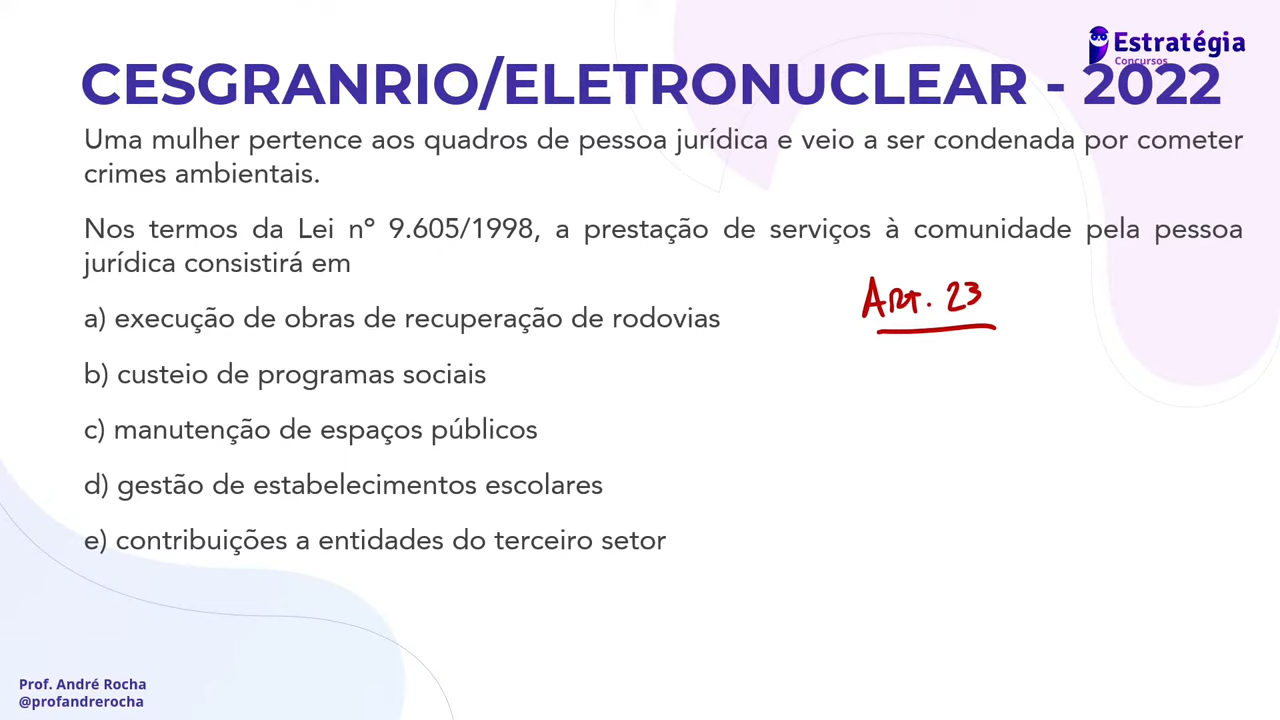 Estratégia
Concursos
CESGRANRIO/ELETRONUCLEAR - 2022
Uma mulher pertence aos quadros de pessoa jurídica e veio a ser condenada por cometer
crimes ambientais.
Nos termos da Lei nº 9.605/1998, a prestação de serviços à comunidade pela pessoa
jurídica consistirá em
Art. 23
a) execução de obras de recuperação de rodovias
b) custeio de programas sociais
c) manutenção de espaços públicos
d) gestão de estabelecimentos escolares
e) contribuições a entidades do terceiro setor
Prof. André Rocha
@profandrerocha